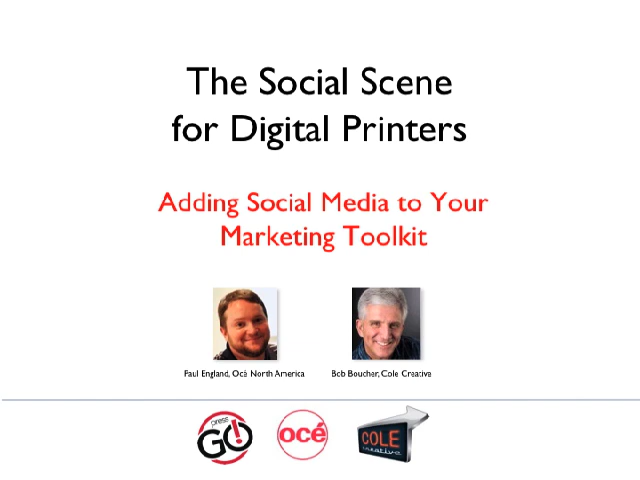 The Social Scene
for Digital Printers
Adding Social Media to Your
Marketing Toolkit
Paul England, Océ North America
Bob Boucher, Cole Creative
press
GO!
océ
COLE
creative